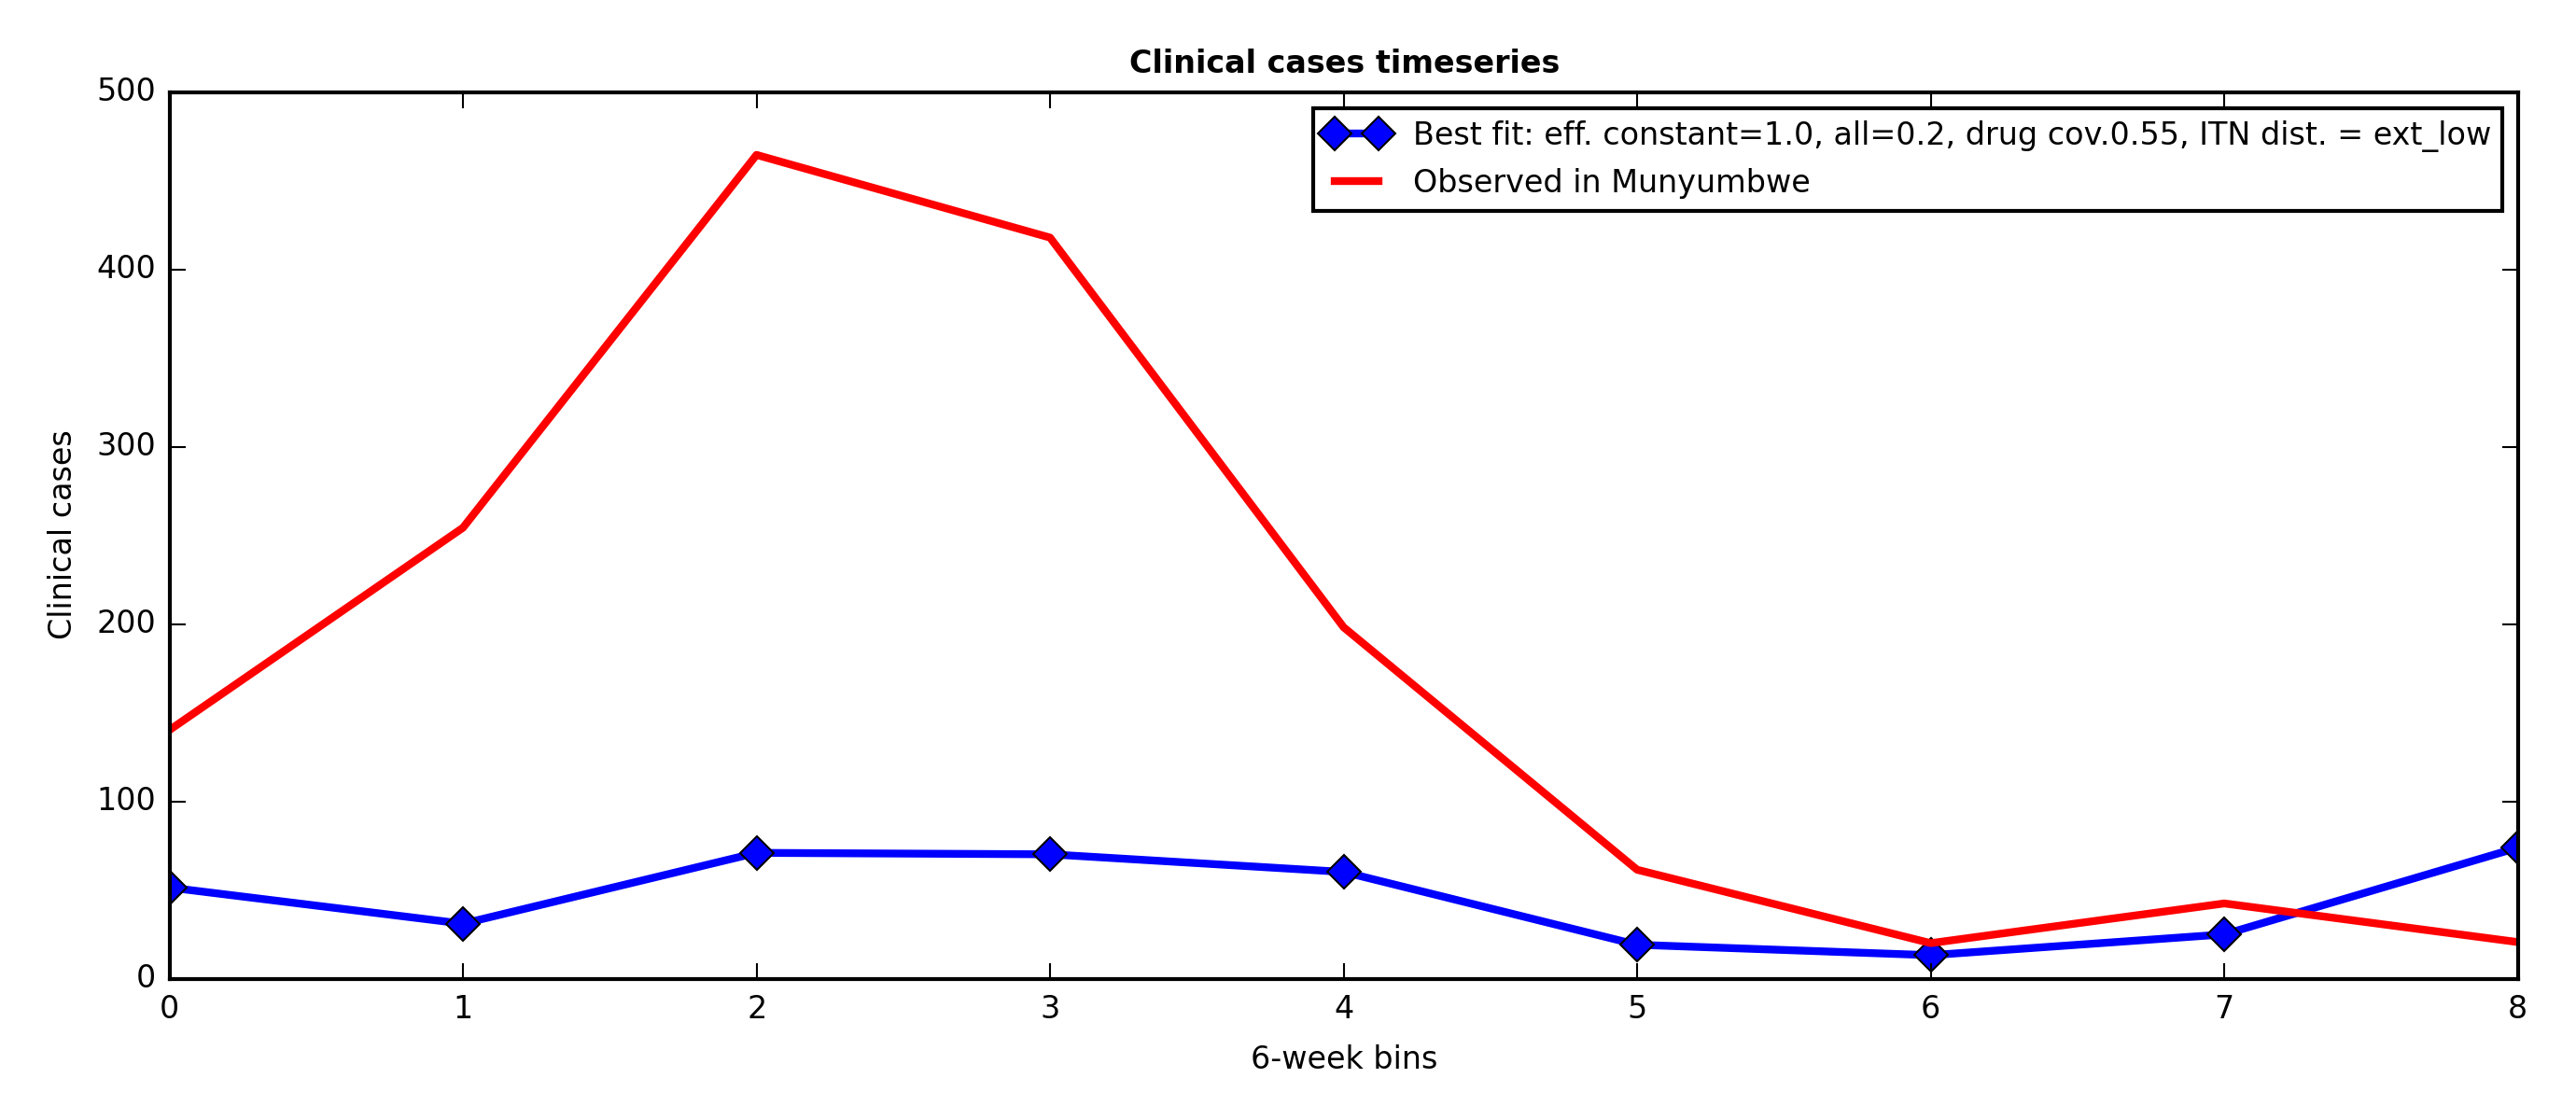 Clinical cases timeseries
Best fit: eff. constant=1.0, all=0.2, drug cov.0.55, ITN dist. = ext_low
Observed in Munyumbwe
500
400
300
200
100
0
Clinical cases
0 1 2 3 4 5 6 7 8
6-week bins